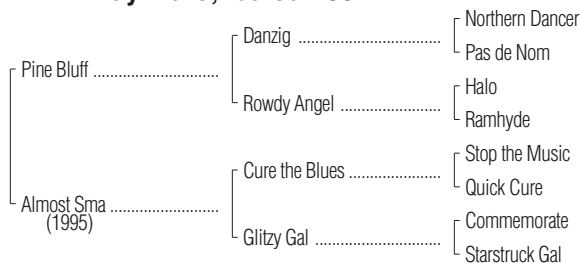 Northern Dancer
Danzig
Pas de Nom
Pine Bluff
Halo
Rowdy Angel
Ramhyde
Stop the Music
Cure the Blues
Quick Cure
Almost Sma
(1995)
Commemorate
Glitzy Gal
Starstruck Gal